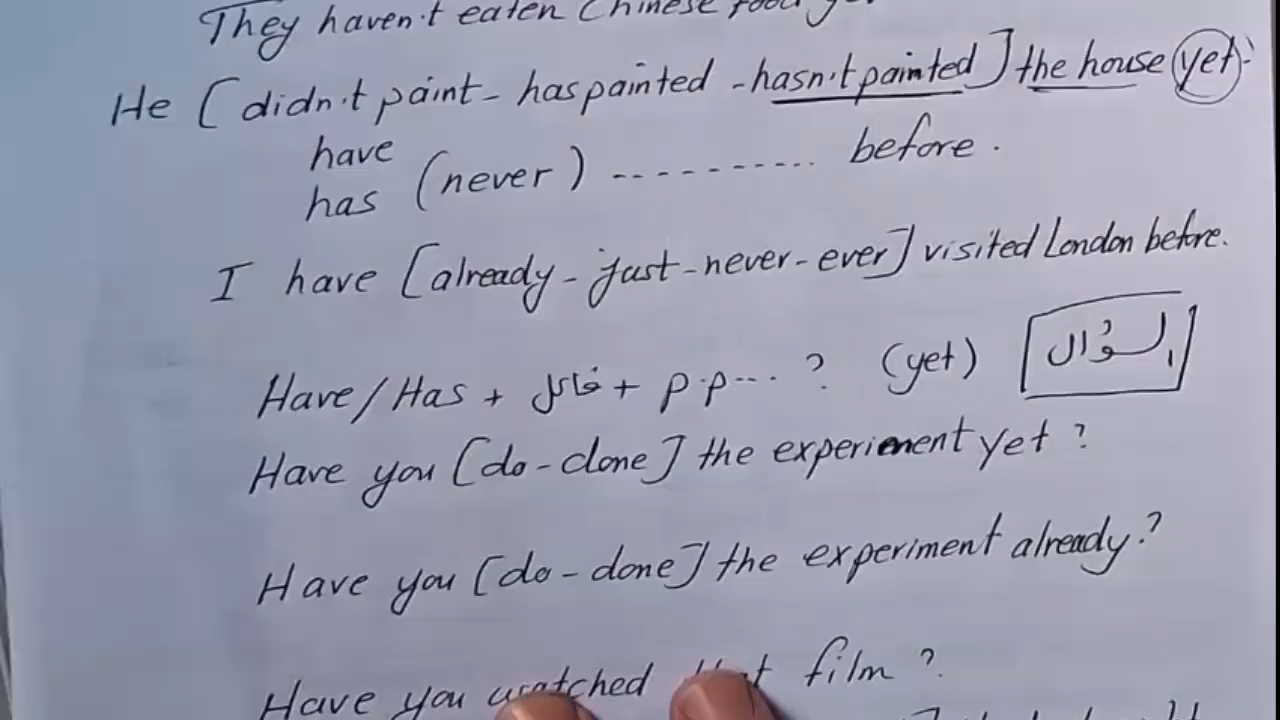 They haven't eaten Chinese food
He [didn't paint - has painted - hasn't painted] the house yet.
have
has (never) ............ before.
I have [already - just - never - ever] visited London before.
Have/Has + فاعل + p.p... ? (yet) السؤال
Have you [do - done] the experiment yet ?
Have you [do - done] the experiment already ?
Have you watched that film ?